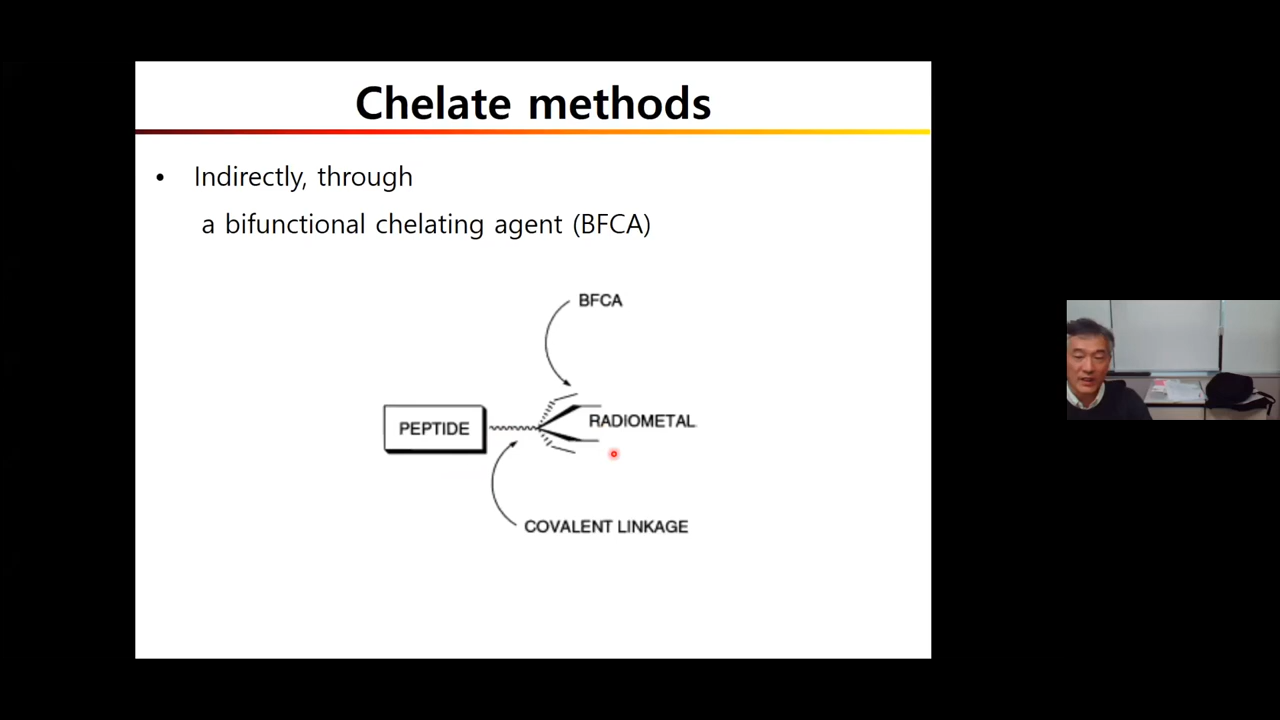 Chelate methods
• Indirectly, through
a bifunctional chelating agent (BFCA)
BFCA
PEPTIDE
RADIOMETAL
COVALENT LINKAGE